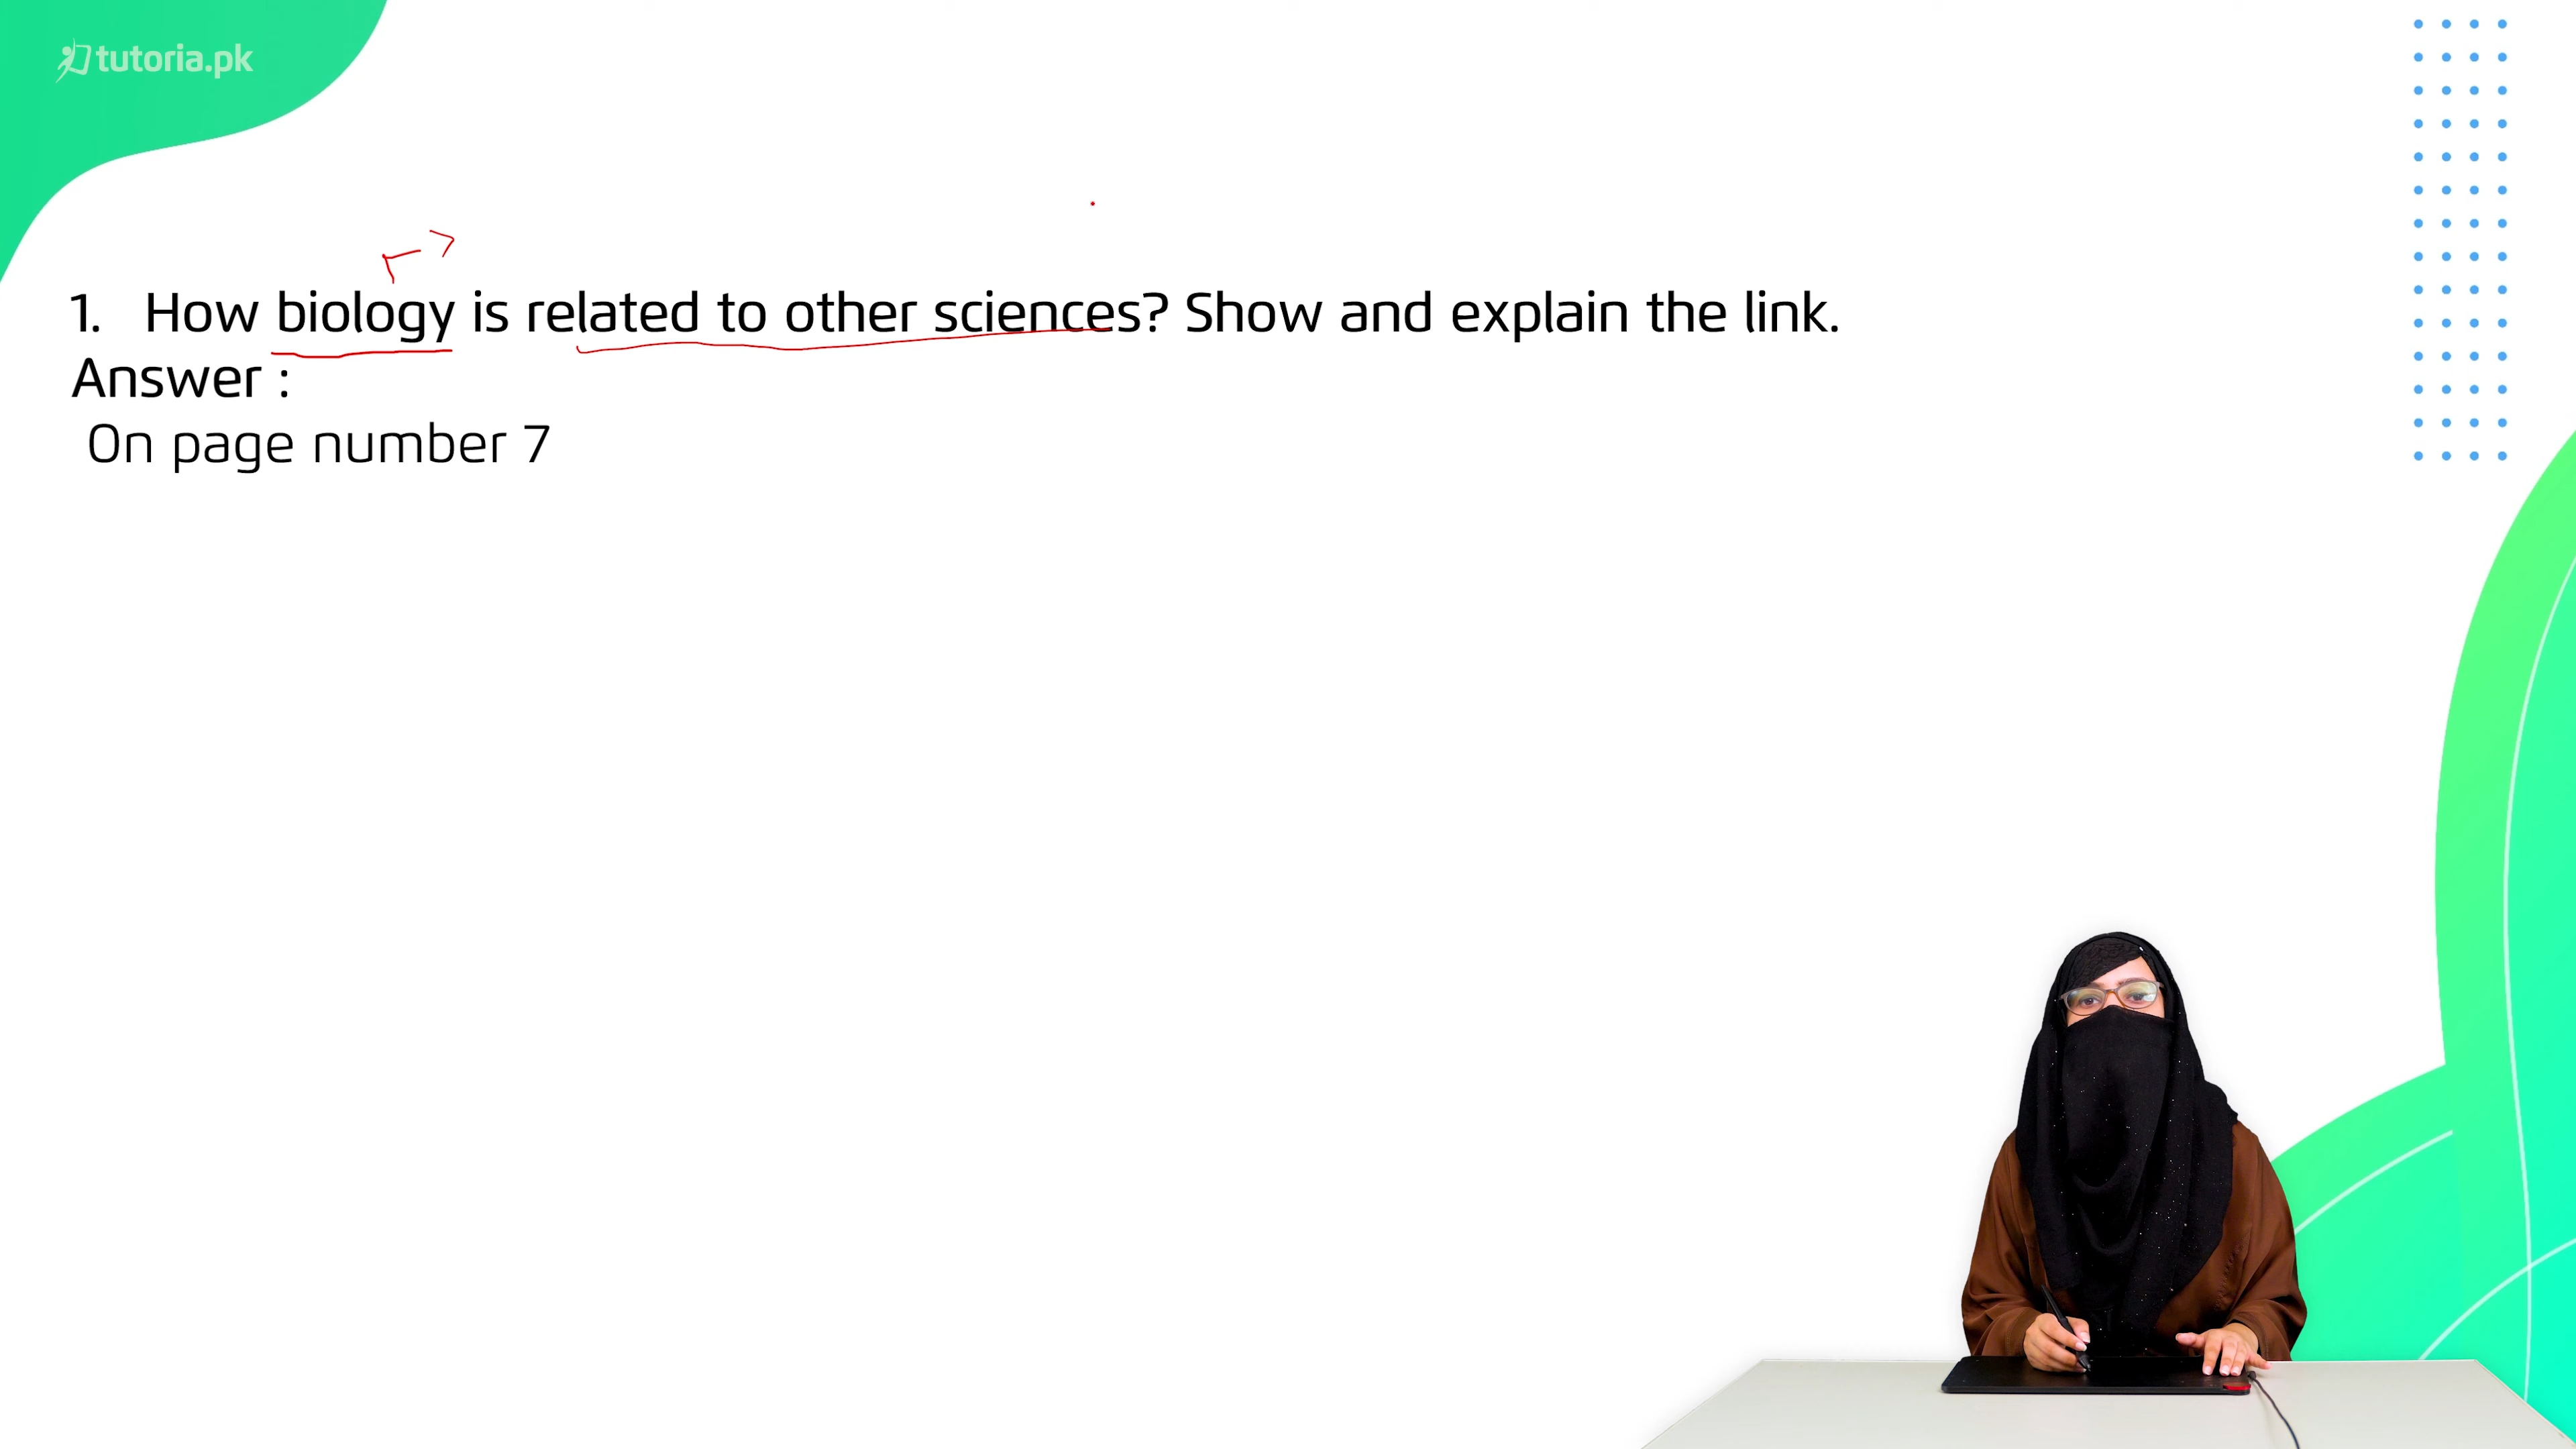 tutoria.pk
1. How biology is related to other sciences? Show and explain the link.
Answer :
On page number 7